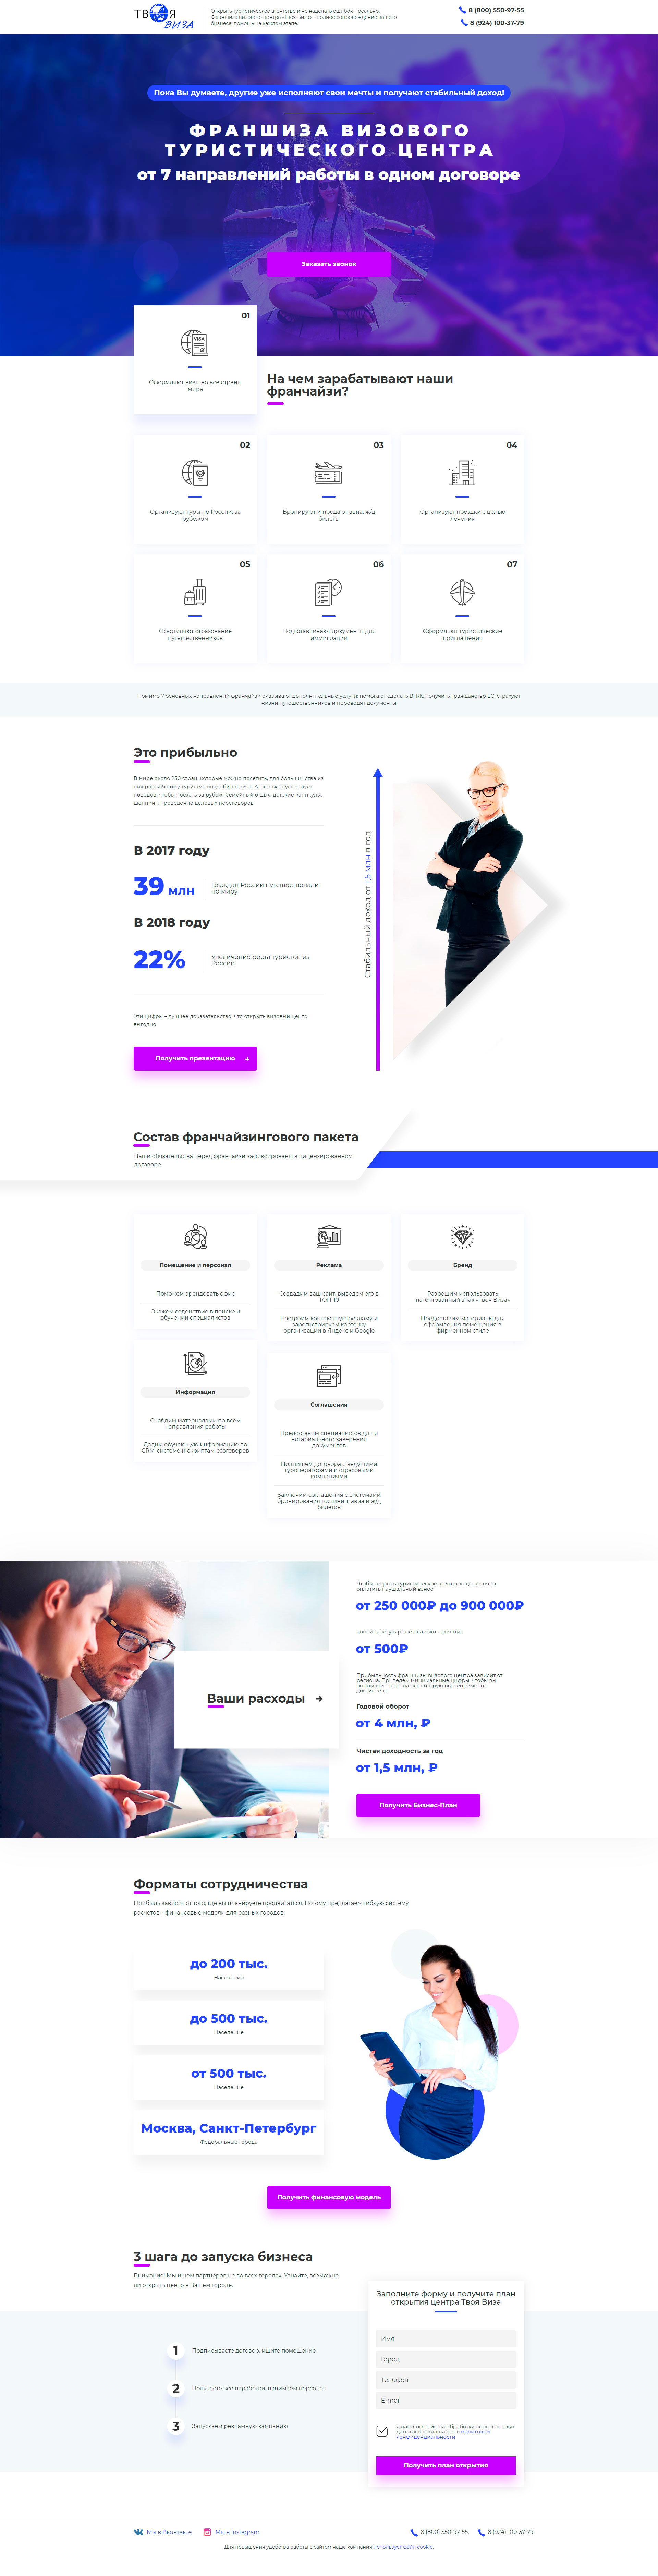 ТВОЯ
ВИЗА
Открыть туристическое агентство и не наделать ошибок – реально.
Франшиза визового центра «Твоя Виза» – полное сопровождение вашего
бизнеса, помощь на каждом этапе.
8 (800) 550-97-55
8 (924) 100-37-79
Пока Вы думаете, другие уже исполняют свои мечты и получают стабильный доход!
ФРАНШИЗА ВИЗОВОГО
ТУРИСТИЧЕСКОГО ЦЕНТРА
от 7 направлений работы в одном договоре
Заказать звонок
01
VISA
Оформляют визы во все страны
мира
На чем зарабатывают наши
франчайзи?
02
Организуют туры по России, за
рубежом
03
Бронируют и продают авиа, ж/д
билеты
04
Организуют поездки с целью
лечения
05
Оформляют страхование
путешественников
06
Подготавливают документы для
иммиграции
07
Оформляют туристические
приглашения
Помимо 7 основных направлений франчайзи оказывают дополнительные услуги: помогают сделать ВНЖ, получить гражданство ЕС, страхуют
жизни путешественников и переводят документы.
Это прибыльно
В мире около 250 стран, которые можно посетить, для большинства из
них российскому туристу понадобится виза. А сколько существует
поводов, чтобы поехать за рубеж! Семейный отдых, детские каникулы,
шоппинг, проведение деловых переговоров
В 2017 году
39 млн
Граждан России путешествовали
по миру
В 2018 году
22%
Увеличение роста туристов из
России
Эти цифры – лучшее доказательство, что открыть визовый центр
выгодно
Получить презентацию
Стабильный доход от 1,5 млн в год
Состав франчайзингового пакета
Наши обязательства перед франчайзи зафиксированы в лицензированном
договоре
Помещение и персонал
Поможем арендовать офис
Окажем содействие в поиске и
обучении специалистов
Реклама
Создадим ваш сайт, выведем его в
ТОП-10
Настроим контекстную рекламу и
зарегистрируем карточку
организации в Яндекс и Google
Бренд
Разрешим использовать
патентованный знак «Твоя Виза»
Предоставим материалы для
оформления помещения в
фирменном стиле
Информация
Снабдим материалами по всем
направления работы
Дадим обучающую информацию по
CRM-системе и скриптам разговоров
Соглашения
Предоставим специалистов для и
нотариального заверения
документов
Подпишем договора с ведущими
туроператорами и страховыми
компаниями
Заключим соглашения с системами
бронирования гостиниц, авиа и ж/д
билетов
Ваши расходы
Чтобы открыть туристическое агентство достаточно
оплатить паушальный взнос:
от 250 000₽ до 900 000₽
вносить регулярные платежи – роялти:
от 500₽
Прибыльность франшизы визового центра зависит от
региона. Приведем минимальные цифры, чтобы вы
понимали – вот планка, которую вы непременно
достигнете:
Годовой оборот
от 4 млн, ₽
Чистая доходность за год
от 1,5 млн, ₽
Получить Бизнес-План
Форматы сотрудничества
Прибыль зависит от того, где вы планируете продвигаться. Потому предлагаем гибкую систему
расчетов – финансовые модели для разных городов:
до 200 тыс.
Население
до 500 тыс.
Население
от 500 тыс.
Население
Москва, Санкт-Петербург
Федеральные города
Получить финансовую модель
3 шага до запуска бизнеса
Внимание! Мы ищем партнеров не во всех городах. Узнайте, возможно
ли открыть центр в Вашем городе.
1
Подписываете договор, ищите помещение
2
Получаете все наработки, нанимаем персонал
3
Запускаем рекламную кампанию
Заполните форму и получите план
открытия центра Твоя Виза
Имя
Город
Телефон
E-mail
я даю согласие на обработку персональных
данных и соглашаюсь с политикой
конфиденциальности
Получить план открытия
Мы в Вконтакте
Мы в Instagram
8 (800) 550-97-55,
8 (924) 100-37-79
Для повышения удобства работы с сайтом наша компания использует файл cookie.